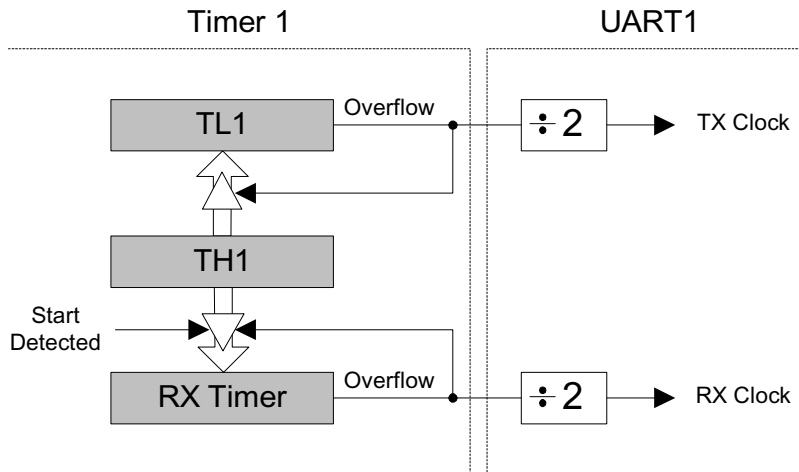 Timer 1
UART1
TL1
Overflow
÷ 2
TX Clock
TH1
Start
Detected
RX Timer
Overflow
÷ 2
RX Clock